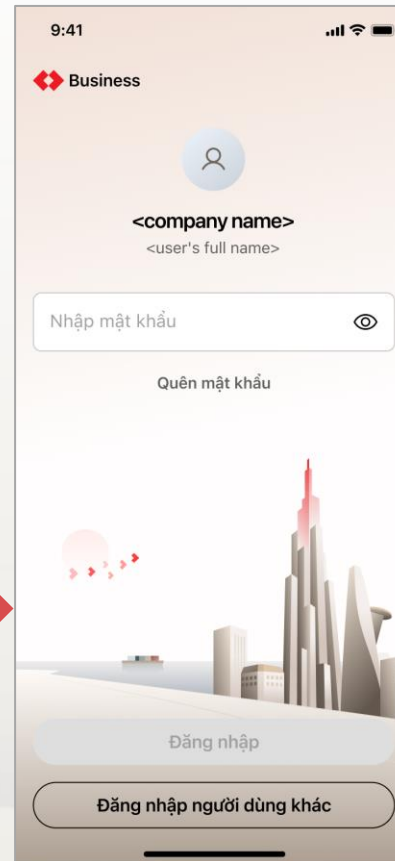 9:41
Business
<company name>
<user's full name>
Nhập mật khẩu
Quên mật khẩu
Đăng nhập
Đăng nhập người dùng khác